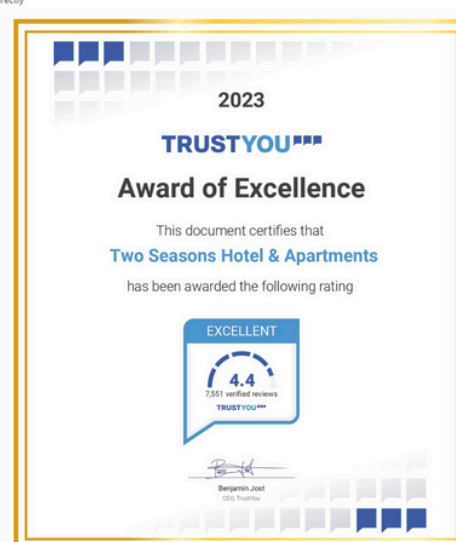 2023
TRUSTYOU
Award of Excellence
This document certifies that
Two Seasons Hotel & Apartments
has been awarded the following rating
EXCELLENT
4.4
7,551 verified reviews
TRUSTYOU
Benjamin Jost
CEO, TrustYou